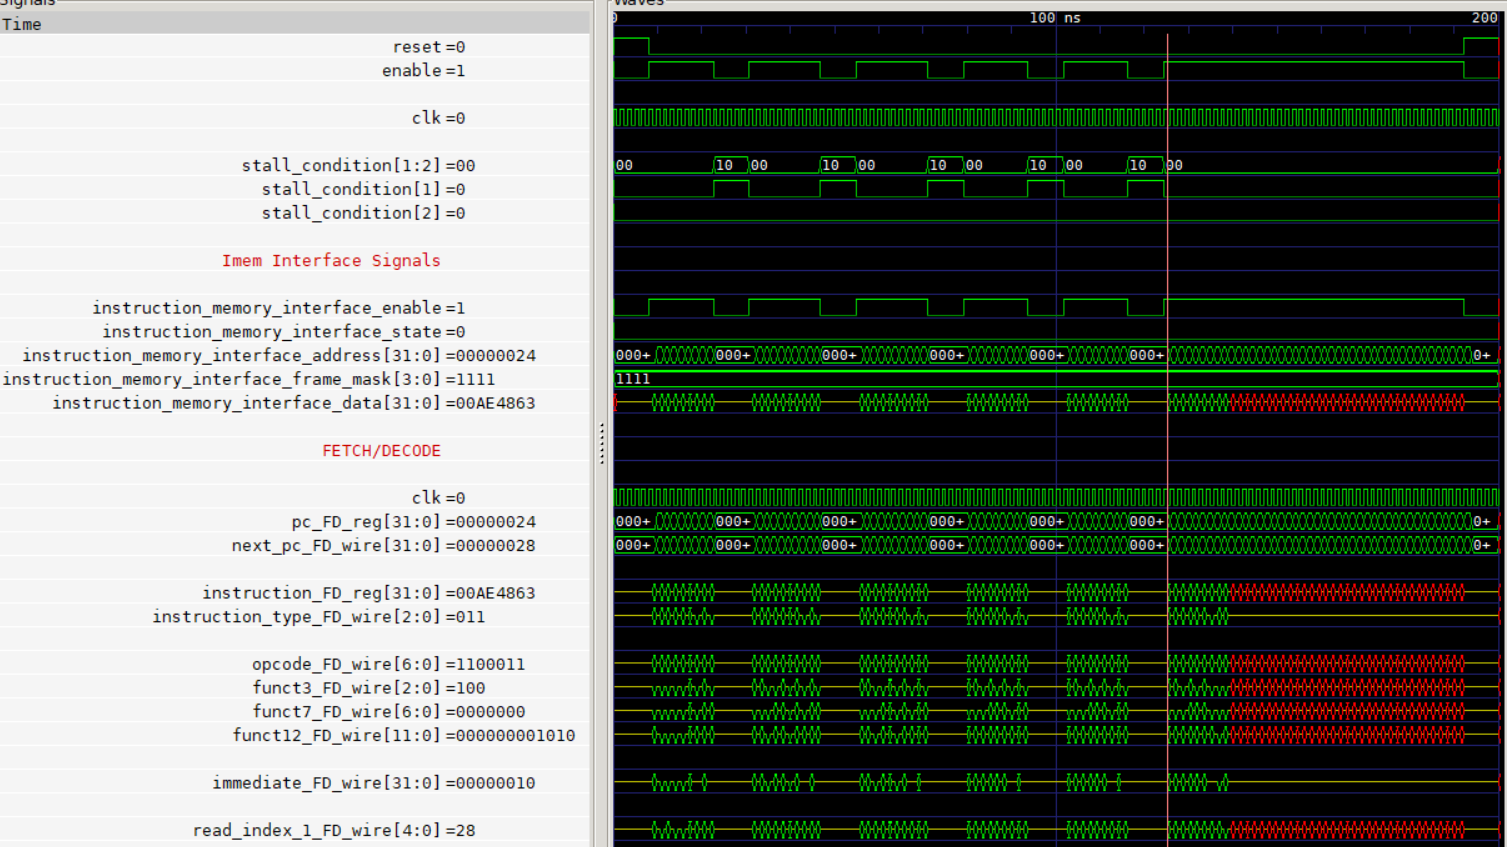 Signals
Waves
Time
0 100 ns 200
reset =0
enable =1
clk =0
stall_condition[1:2] =00 00 10 00 10 00 10 00 10 00 10 00
stall_condition[1] =0
stall_condition[2] =0
Imem Interface Signals
instruction_memory_interface_enable =1
instruction_memory_interface_state =0
instruction_memory_interface_address[31:0] =00000024 000+ 000+ 000+ 000+ 000+ 000+ 0+
instruction_memory_interface_frame_mask[3:0] =1111 1111
instruction_memory_interface_data[31:0] =00AE4863
FETCH/DECODE
clk =0
pc_FD_reg[31:0] =00000024 000+ 000+ 000+ 000+ 000+ 000+ 0+
next_pc_FD_wire[31:0] =00000028 000+ 000+ 000+ 000+ 000+ 000+ 0+
instruction_FD_reg[31:0] =00AE4863
instruction_type_FD_wire[2:0] =011
opcode_FD_wire[6:0] =1100011
funct3_FD_wire[2:0] =100
funct7_FD_wire[6:0] =0000000
funct12_FD_wire[11:0] =000000001010
immediate_FD_wire[31:0] =00000010
read_index_1_FD_wire[4:0] =28